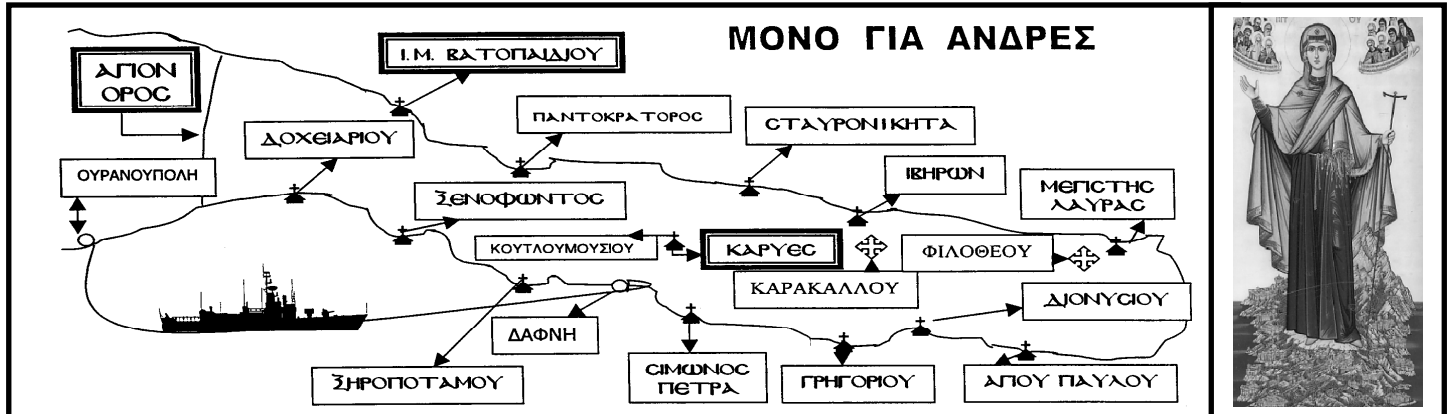 ΜΟΝΟ ΓΙΑ ΑΝΔΡΕΣ
ΑΓΙΟΝ
ΟΡΟΣ
Ι.Μ. ΒΑΤΟΠΑΙΔΙΟΥ
ΠΑΝΤΟΚΡΑΤΟΡΟΣ
ΣΤΑΥΡΟΝΙΚΗΤΑ
ΔΟΧΕΙΑΡΙΟΥ
ΟΥΡΑΝΟΥΠΟΛΗ
ΞΕΝΟΦΩΝΤΟΣ
ΙΒΗΡΩΝ
ΜΕΓΙΣΤΗΣ
ΛΑΥΡΑΣ
ΚΟΥΤΛΟΥΜΟΥΣΙΟΥ
ΚΑΡΥΕΣ
ΦΙΛΟΘΕΟΥ
ΚΑΡΑΚΑΛΛΟΥ
ΔΙΟΝΥΣΙΟΥ
ΔΑΦΝΗ
ΞΗΡΟΠΟΤΑΜΟΥ
ΣΙΜΩΝΟΣ
ΠΕΤΡΑ
ΓΡΗΓΟΡΙΟΥ
ΑΓΙΟΥ ΠΑΥΛΟΥ